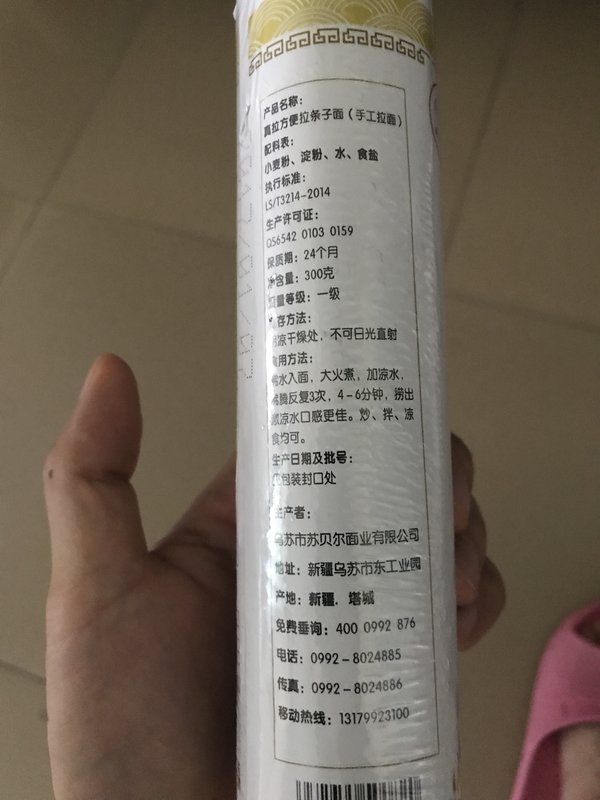 产品名称:
真拉方便拉条子面(手工拉面)
配料表:
小麦粉、淀粉、水、食盐
执行标准:
LS/T3214-2014
生产许可证:
QS6542 0103 0159
保质期: 24个月
净含量: 300克
质量等级: 一级
贮存方法:
阴凉干燥处, 不可日光直射
食用方法:
沸水入面, 大火煮, 加凉水,
沸腾反复3次, 4-6分钟, 捞出
凉水口感更佳。炒、拌、凉
食均可。
生产日期及批号:
见包装封口处
生产者:
乌苏市苏贝尔面业有限公司
地址: 新疆乌苏市东工业园
产地: 新疆. 塔城
免费垂询: 400 0992 876
电话: 0992-8024885
传真: 0992-8024886
移动热线: 13179923100